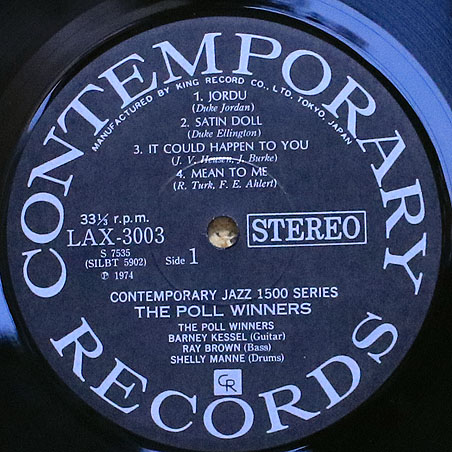 CONTEMPORARY RECORDS
MANUFACTURED BY KING RECORD CO., LTD. TOKYO, JAPAN
1. JORDU
(Duke Jordan)
2. SATIN DOLL
(Duke Ellington)
3. IT COULD HAPPEN TO YOU
(J. V. Heusen, J. Burke)
4. MEAN TO ME
(R. Turk, F. E. Ahlert)
33⅓ r.p.m.
LAX-3003
STEREO
S 7535
(SILBT 5902)
Side 1
℗ 1974
CONTEMPORARY JAZZ 1500 SERIES
THE POLL WINNERS
THE POLL WINNERS
BARNEY KESSEL (Guitar)
RAY BROWN (Bass)
SHELLY MANNE (Drums)
CR